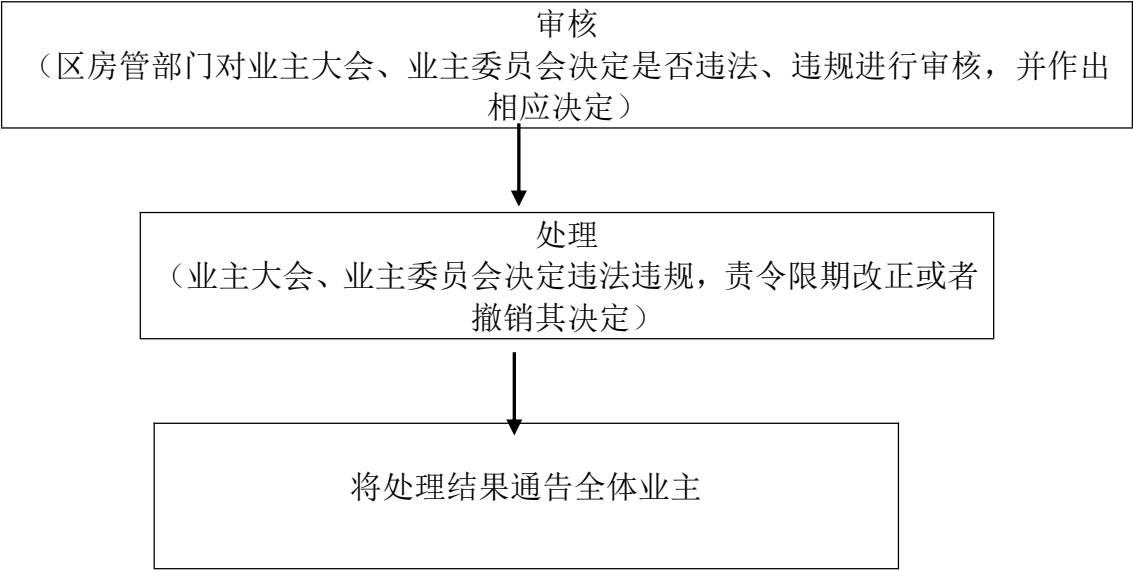 审核
（区房管部门对业主大会、业主委员会决定是否违法、违规进行审核，并作出
相应决定）
处理
（业主大会、业主委员会决定违法违规，责令限期改正或者
撤销其决定）
将处理结果通告全体业主